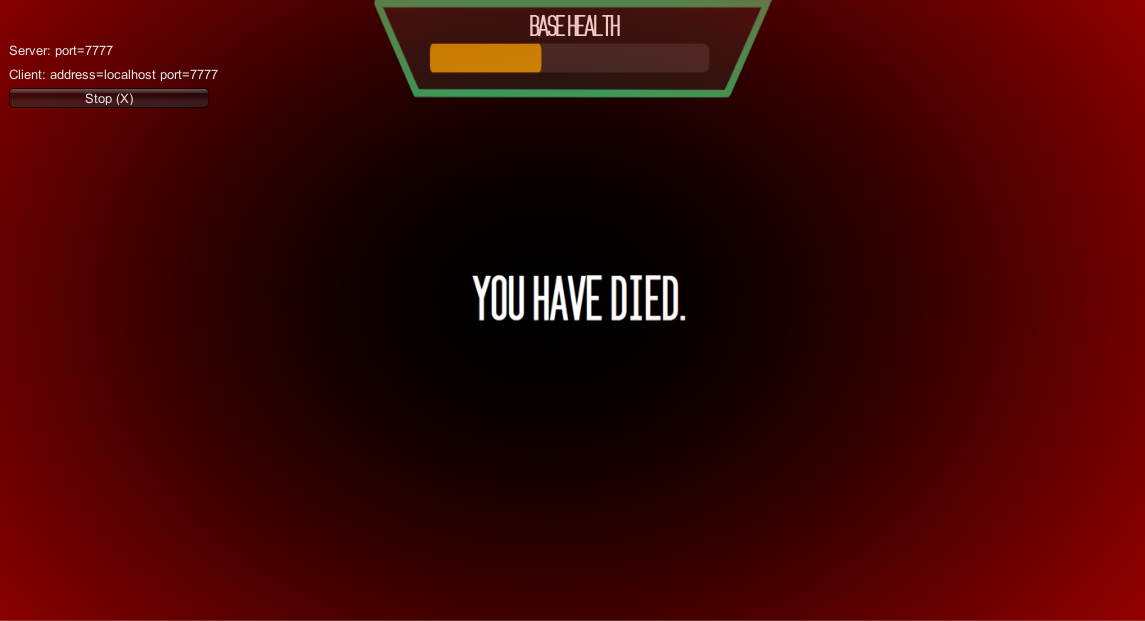 BASE HEALTH
Server: port=7777
Client: address=localhost port=7777
Stop (X)
YOU HAVE DIED.